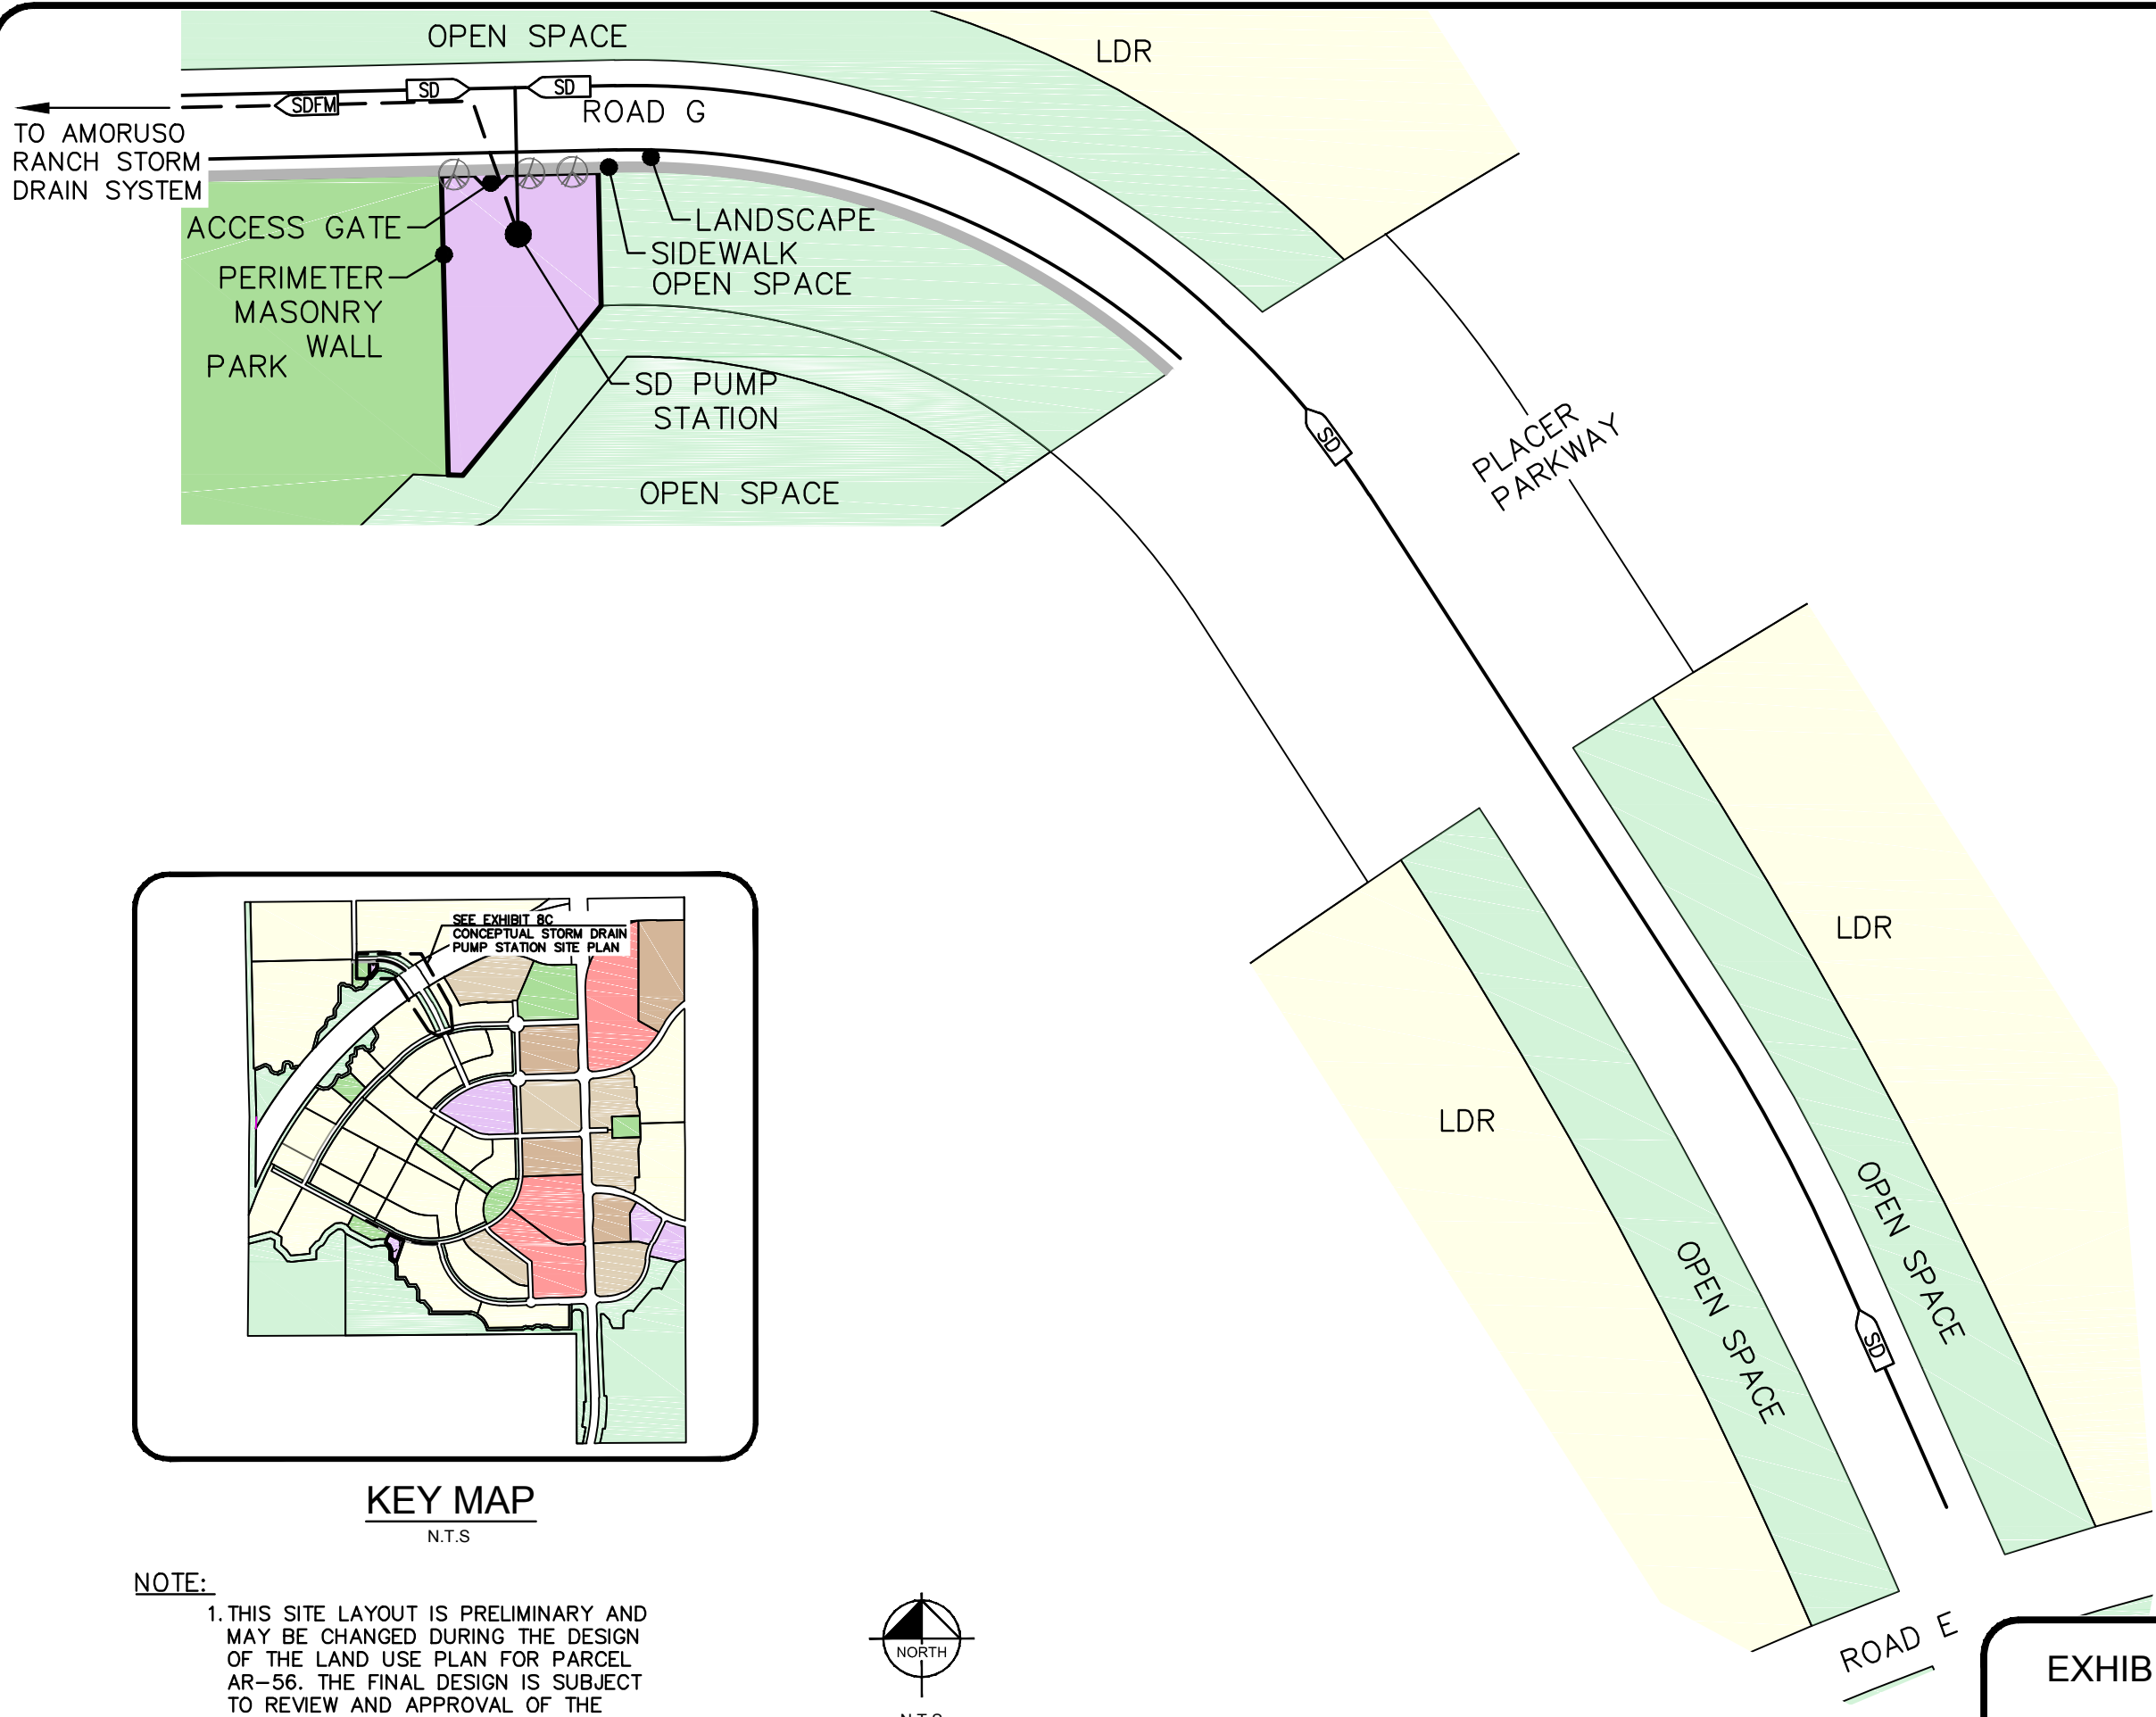 OPEN SPACE
LDR
SD
SD
SDFM
ROAD G
TO AMORUSO
RANCH STORM
DRAIN SYSTEM
ACCESS GATE
LANDSCAPE
SIDEWALK
OPEN SPACE
PERIMETER
MASONRY
WALL
PARK
SD PUMP
STATION
OPEN SPACE
SD
PLACER
PARKWAY
LDR
LDR
OPEN SPACE
OPEN SPACE
SD
ROAD E
SEE EXHIBIT 8C
CONCEPTUAL STORM DRAIN
PUMP STATION SITE PLAN
KEY MAP
N.T.S
NOTE:
1. THIS SITE LAYOUT IS PRELIMINARY AND
MAY BE CHANGED DURING THE DESIGN
OF THE LAND USE PLAN FOR PARCEL
AR-56. THE FINAL DESIGN IS SUBJECT
TO REVIEW AND APPROVAL OF THE
NORTH
N.T.S
EXHIB